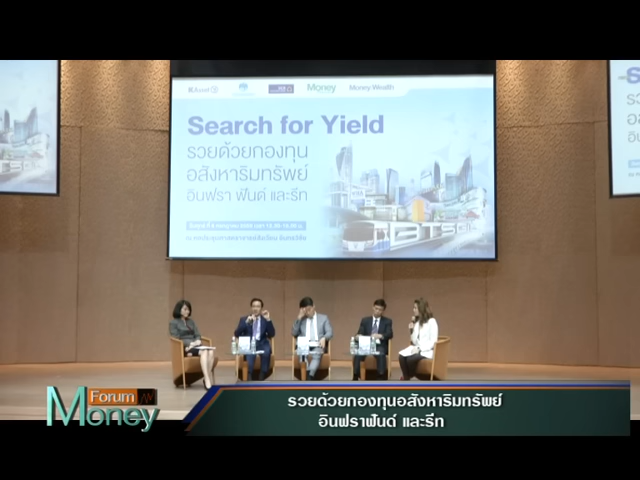 KAsset
Money
Money Wealth
Search for Yield
รวยด้วยกองทุน
อสังหาริมทรัพย์
อินฟรา ฟันด์ และรีท
BTSC
Forum
Money
รวยด้วยกองทุนอสังหาริมทรัพย์
อินฟราฟันด์ และรีท